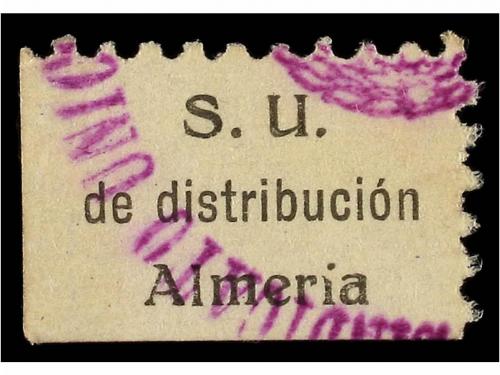 S. U.
de distribución
Almeria